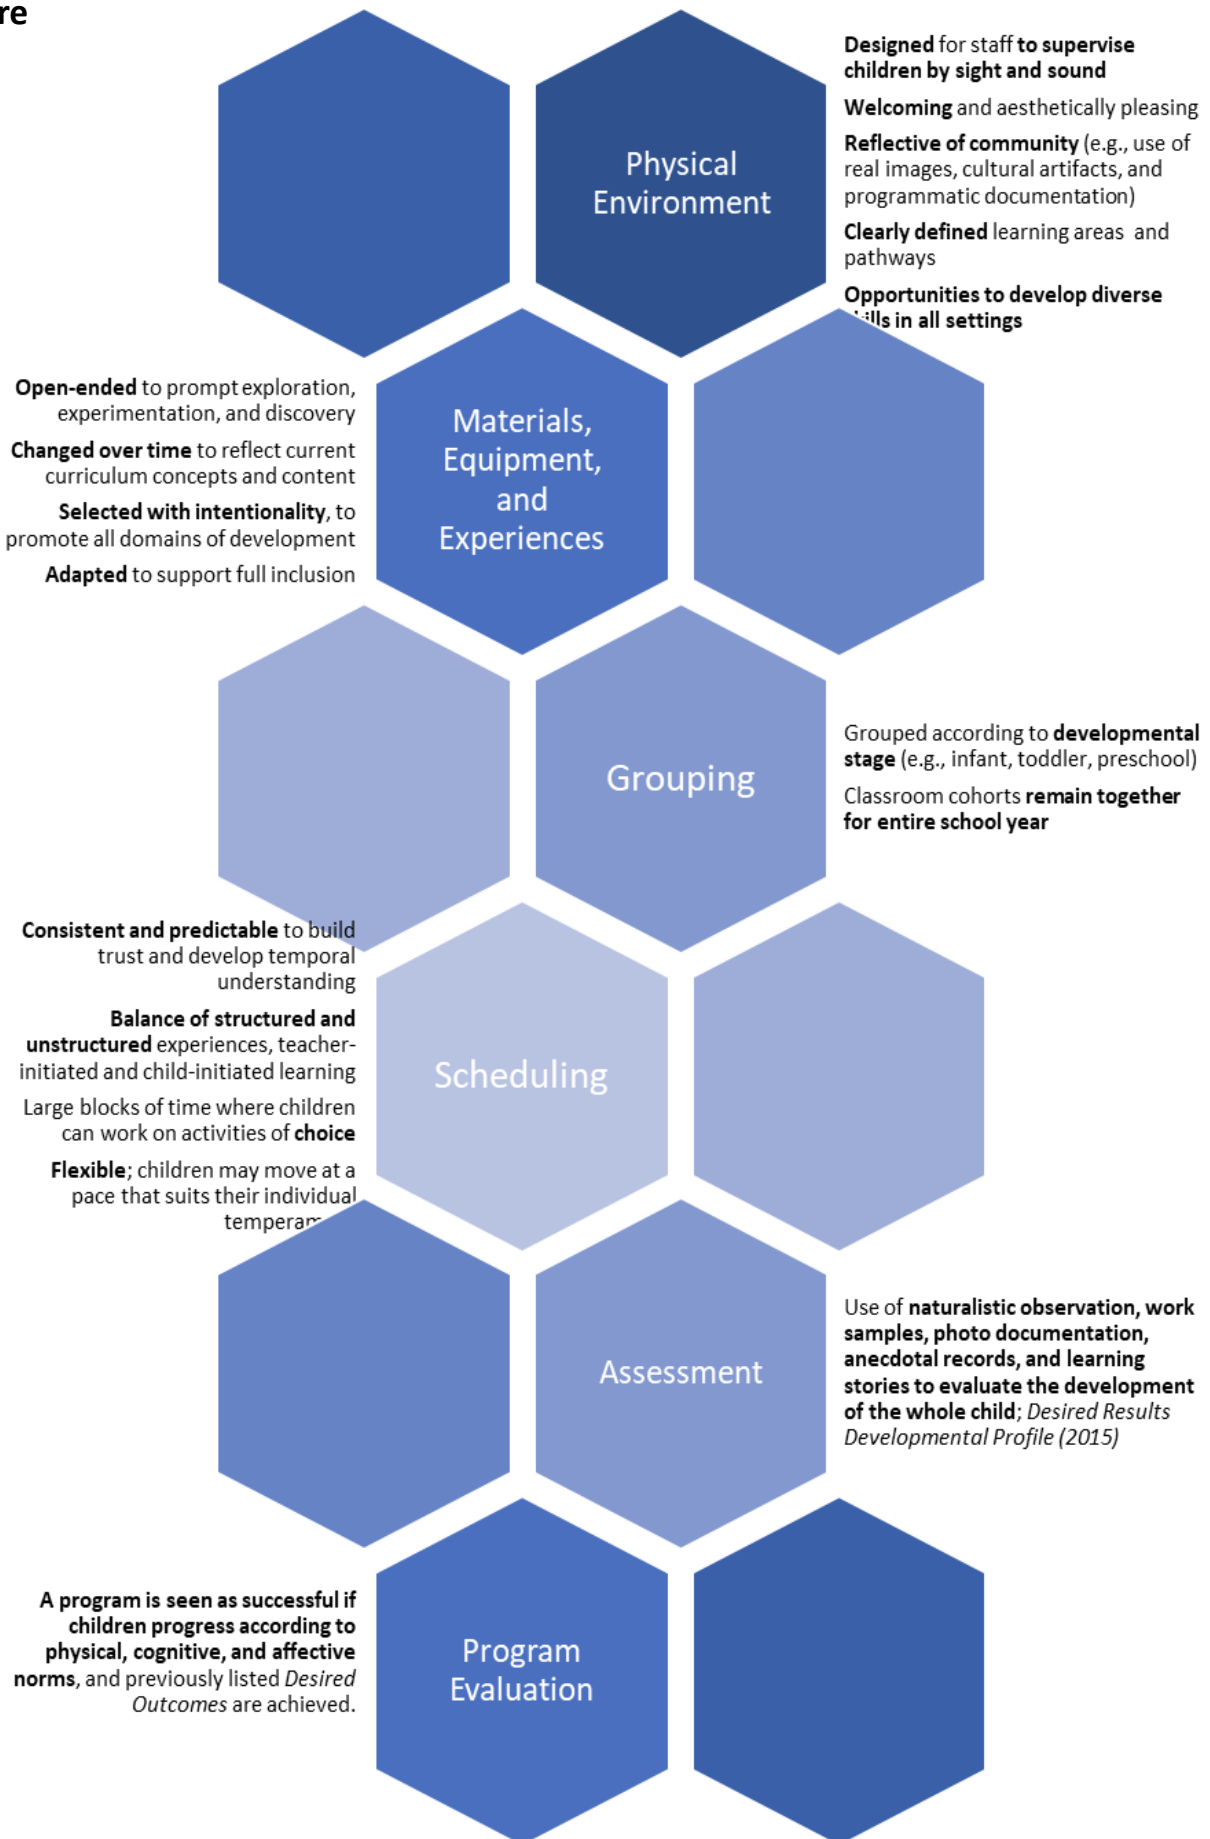 re
Physical
Environment
Designed for staff to supervise
children by sight and sound
Welcoming and aesthetically pleasing
Reflective of community (e.g., use of
real images, cultural artifacts, and
programmatic documentation)
Clearly defined learning areas and
pathways
Opportunities to develop diverse
in all settings
Open-ended to prompt exploration,
experimentation, and discovery
Changed over time to reflect current
curriculum concepts and content
Selected with intentionality, to
promote all domains of development
Adapted to support full inclusion
Materials,
Equipment,
and
Experiences
Grouping
Grouped according to developmental
stage (e.g., infant, toddler, preschool)
Classroom cohorts remain together
for entire school year
Consistent and predictable to build
trust and develop temporal
understanding
Balance of structured and
unstructured experiences, teacher-
initiated and child-initiated learning
Large blocks of time where children
can work on activities of choice
Flexible; children may move at a
pace that suits their individual
Scheduling
Assessment
Use of naturalistic observation, work
samples, photo documentation,
anecdotal records, and learning
stories to evaluate the development
of the whole child; Desired Results
Developmental Profile (2015)
A program is seen as successful if
children progress according to
physical, cognitive, and affective
norms, and previously listed Desired
Outcomes are achieved.
Program
Evaluation